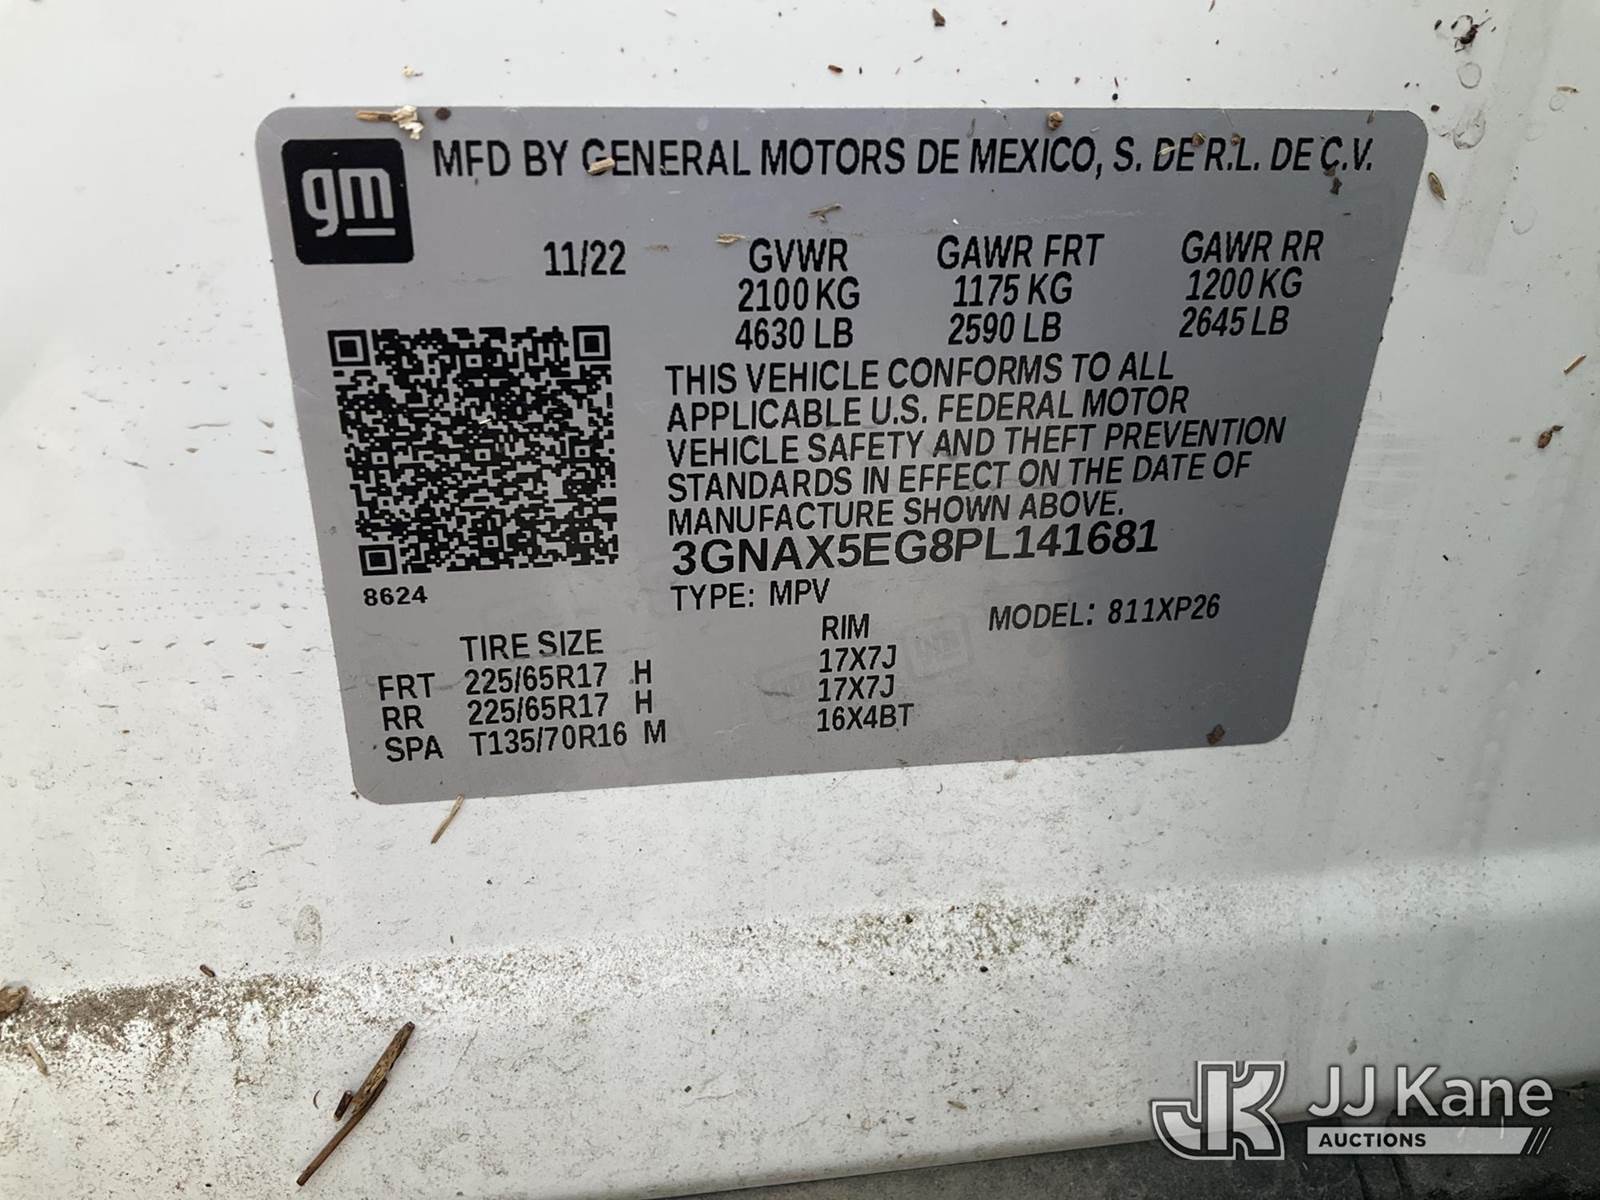 gm
MFD BY GENERAL MOTORS DE MEXICO, S. DE R.L. DE C.V.
11/22
GVWR GAWR FRT GAWR RR
2100 KG 1175 KG 1200 KG
4630 LB 2590 LB 2645 LB
THIS VEHICLE CONFORMS TO ALL
APPLICABLE U.S. FEDERAL MOTOR
VEHICLE SAFETY AND THEFT PREVENTION
STANDARDS IN EFFECT ON THE DATE OF
MANUFACTURE SHOWN ABOVE.
3GNAX5EG8PL141681
8624
TYPE: MPV
MODEL: 811XP26
TIRE SIZE RIM
FRT 225/65R17 H 17X7J
RR 225/65R17 H 17X7J
SPA T135/70R16 M 16X4BT
JK JJ Kane
AUCTIONS